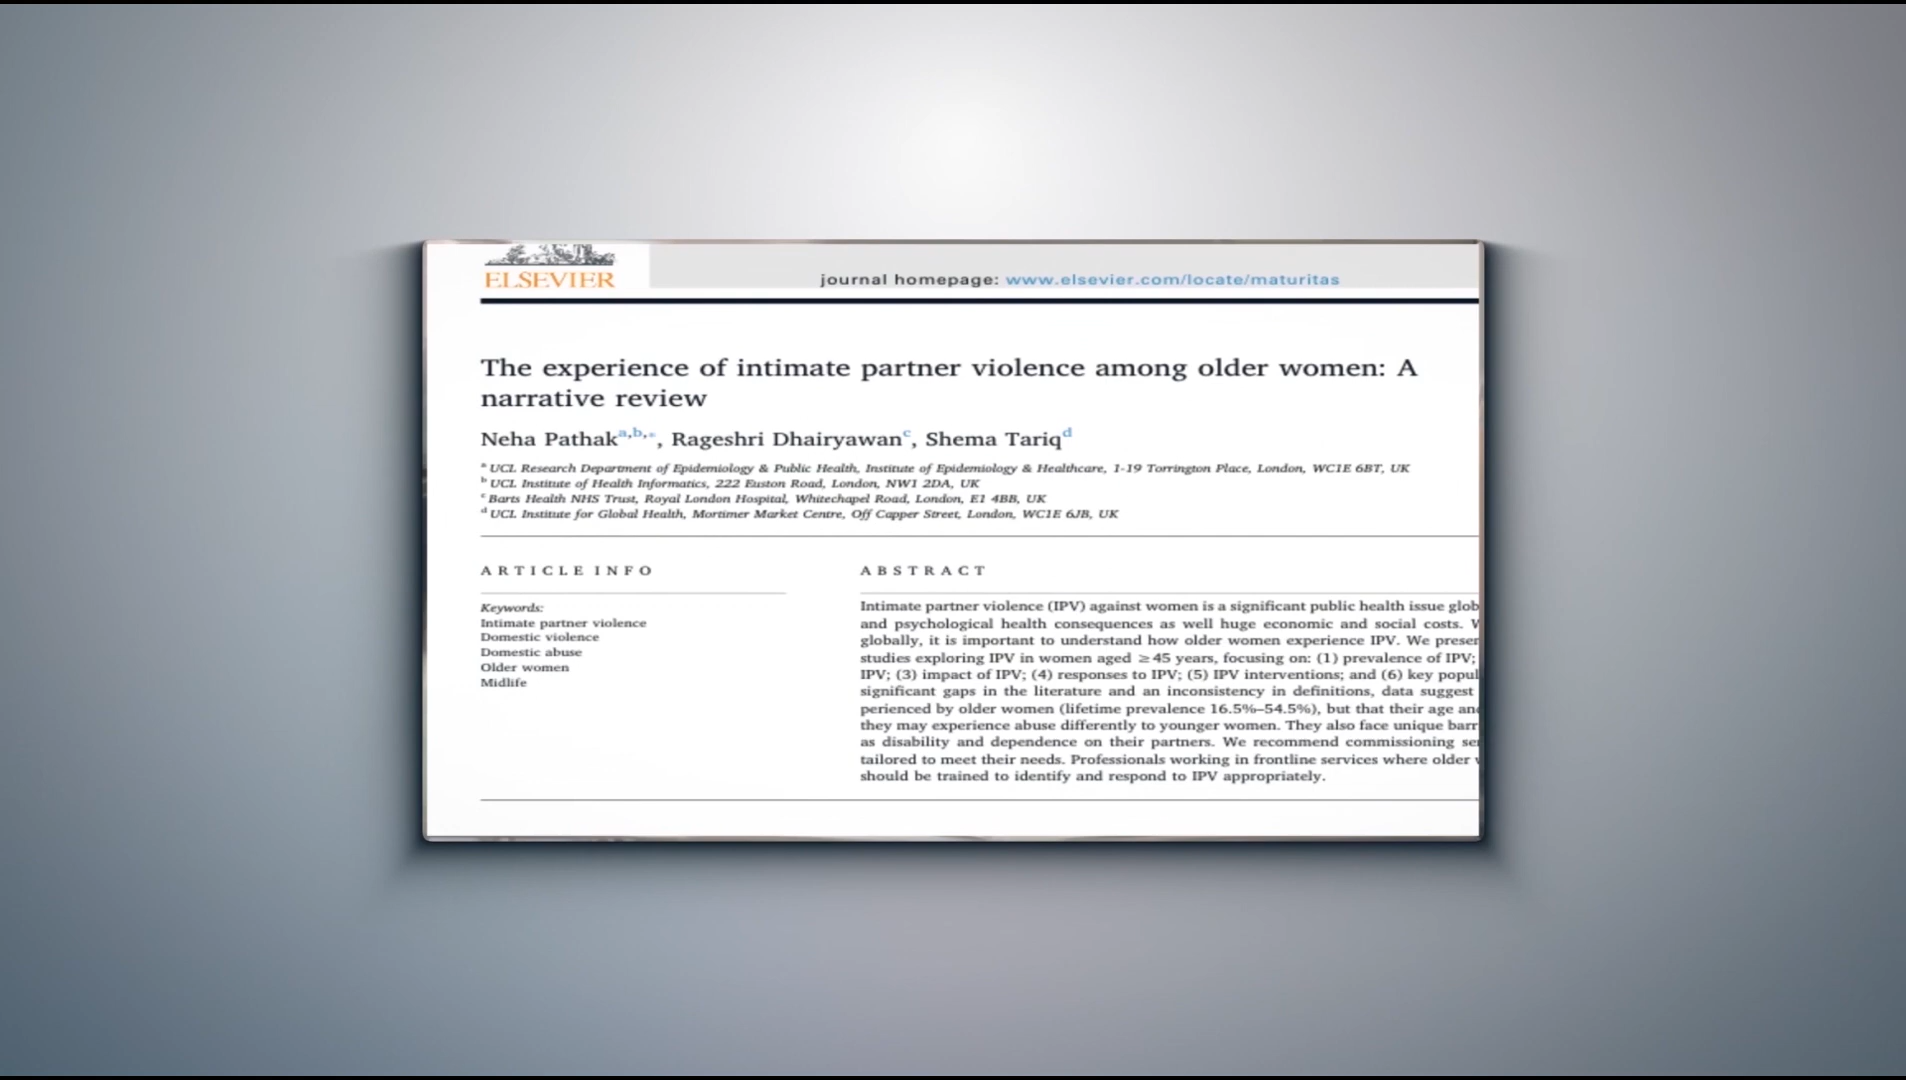 ELSEVIER
journal homepage: www.elsevier.com/locate/maturitas
The experience of intimate partner violence among older women: A
narrative review
Neha Pathak a,b,*, Rageshri Dhairyawan c, Shema Tariq d
a UCL Research Department of Epidemiology & Public Health, Institute of Epidemiology & Healthcare, 1-19 Torrington Place, London, WC1E 6BT, UK
b UCL Institute of Health Informatics, 222 Euston Road, London, NW1 2DA, UK
c Barts Health NHS Trust, Royal London Hospital, Whitechapel Road, London, E1 4BB, UK
d UCL Institute for Global Health, Mortimer Market Centre, Off Capper Street, London, WC1E 6JB, UK
ARTICLE INFO
Keywords:
Intimate partner violence
Domestic violence
Domestic abuse
Older women
Midlife
ABSTRACT
Intimate partner violence (IPV) against women is a significant public health issue glob
and psychological health consequences as well huge economic and social costs.
globally, it is important to understand how older women experience IPV. We presen
studies exploring IPV in women aged ≥45 years, focusing on: (1) prevalence of IPV;
IPV; (3) impact of IPV; (4) responses to IPV; (5) IPV interventions; and (6) key popul
significant gaps in the literature and an inconsistency in definitions, data suggest
perienced by older women (lifetime prevalence 16.5%–54.5%), but that their age an
they may experience abuse differently to younger women. They also face unique barr
as disability and dependence on their partners. We recommend commissioning se
tailored to meet their needs. Professionals working in frontline services where older
should be trained to identify and respond to IPV appropriately.